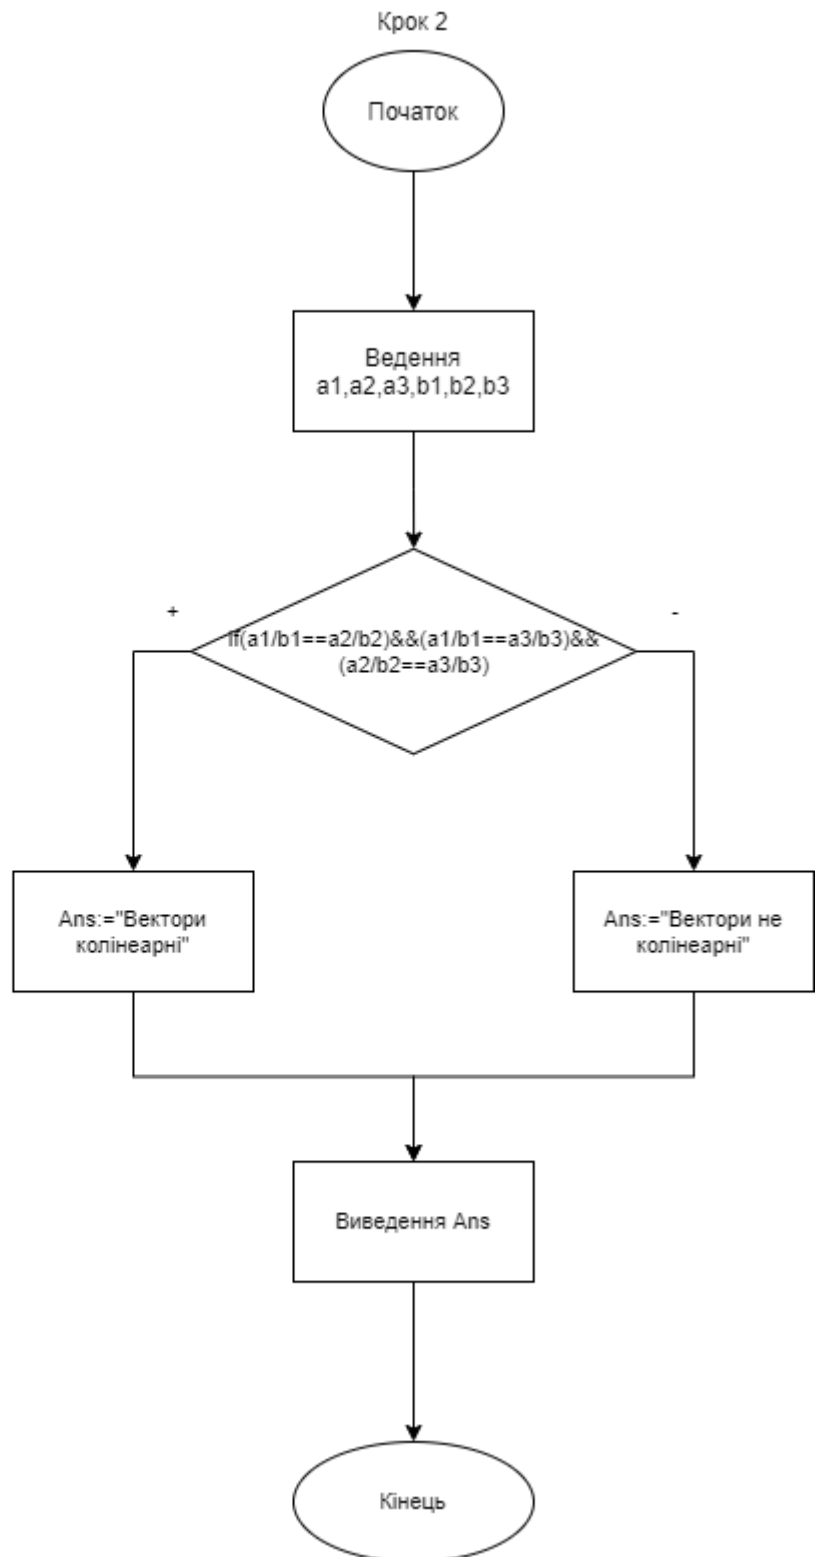 Крок 2
Початок
Ведення
a1,a2,a3,b1,b2,b3
+
-
if(a1/b1==a2/b2)&&(a1/b1==a3/b3)&&
(a2/b2==a3/b3)
Ans:="Вектори
колінеарні"
Ans:="Вектори не
колінеарні"
Виведення Ans
Кінець